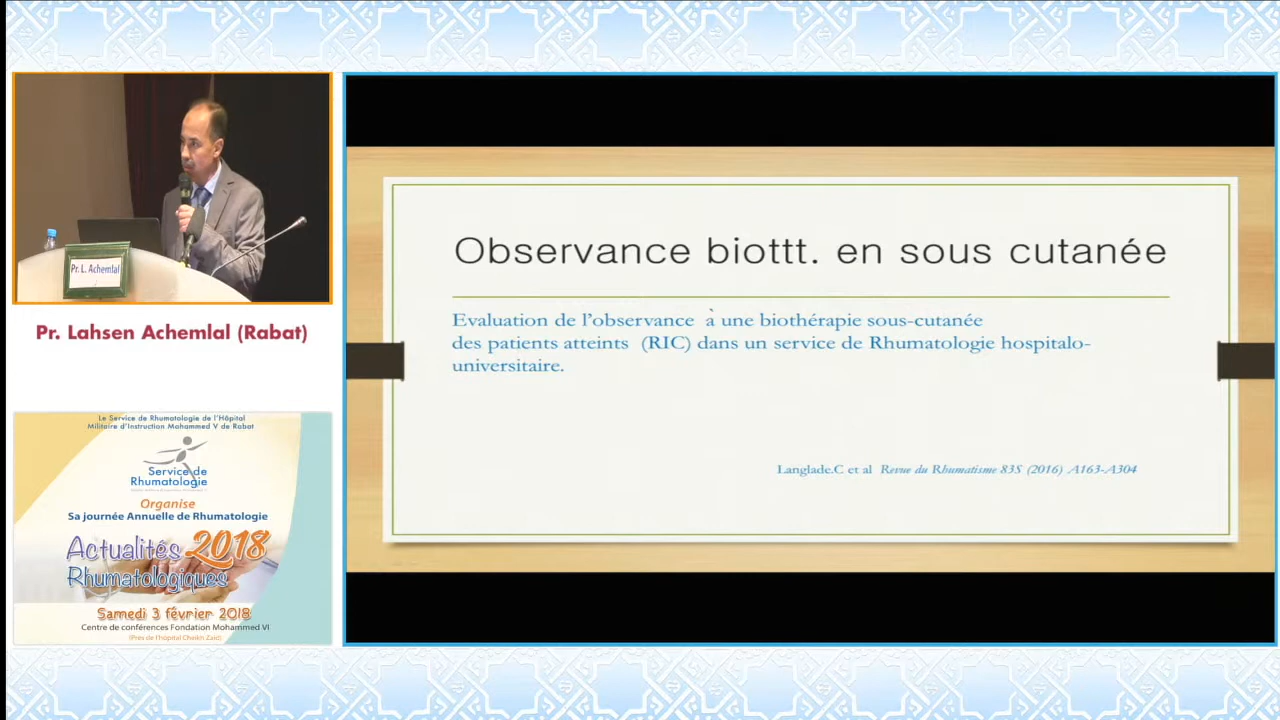 Pr. L. Achemlal
Pr. Lahsen Achemlal (Rabat)
Le Service de Rhumatologie de l'Hôpital
Militaire d'Instruction Mohammed V de Rabat
Service de
Rhumatologie
Organise
Sa journée Annuelle de Rhumatologie
Actualités 2018
Rhumatologiques
Samedi 3 février 2018
Centre de conférences Fondation Mohammed VI
(Près de l'hôpital Cheikh Zaid)
Observance biottt. en sous cutanée
Evaluation de l'observance à une biothérapie sous-cutanée
des patients atteints (RIC) dans un service de Rhumatologie hospitalo-
universitaire.
Langlade.C et al Revue du Rhumatisme 83S (2016) A163-A304